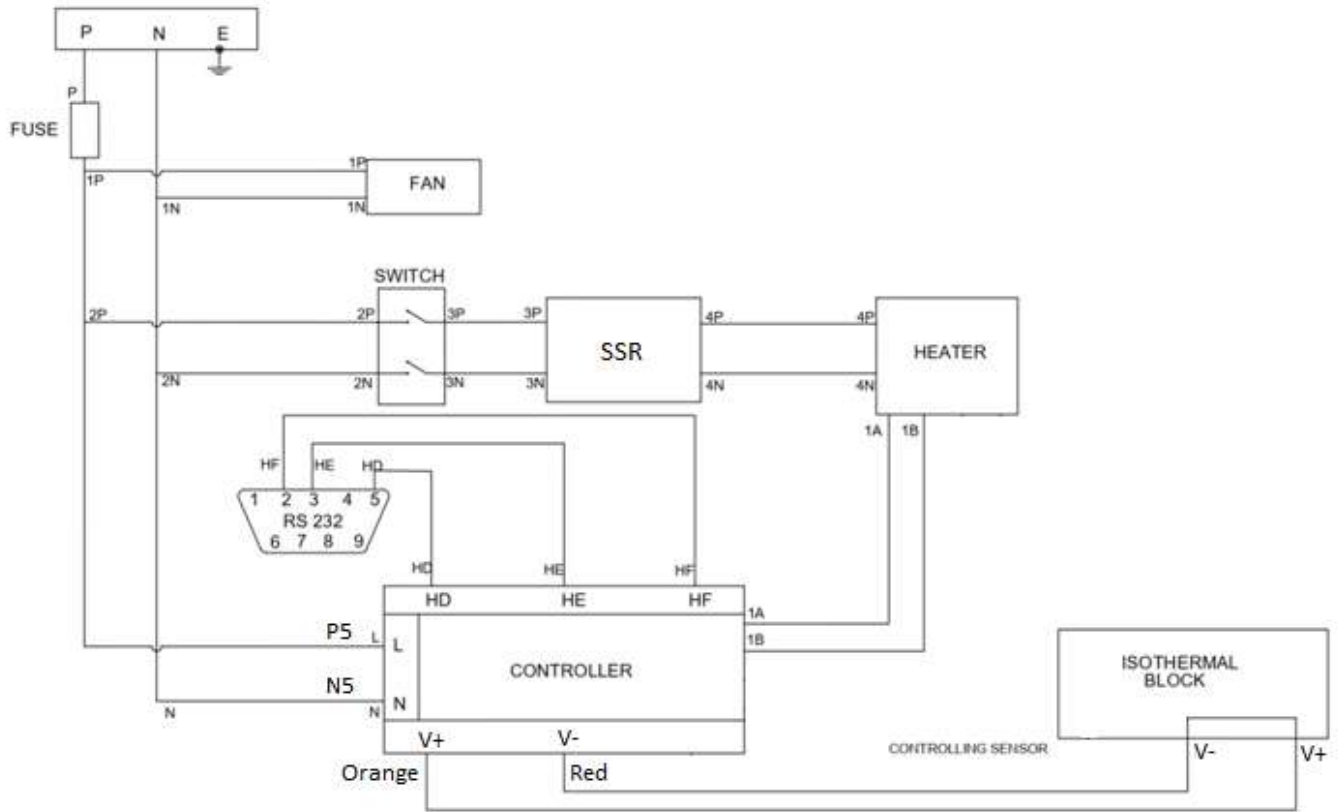 P N E
P
FUSE
1P 1P
FAN
1N 1N
SWITCH
2P 2P 3P 3P 4P 4P
SSR
HEATER
2N 2N 3N 3N 4N 4N
1A 1B
HF HE HD
1 2 3 4 5
RS 232
6 7 8 9
HD HE HF
HD HE HF
1A
1B
P5 L L
CONTROLLER
ISOTHERMAL
BLOCK
N5 N
N N
V+ V-
CONTROLLING SENSOR V- V+
Orange Red